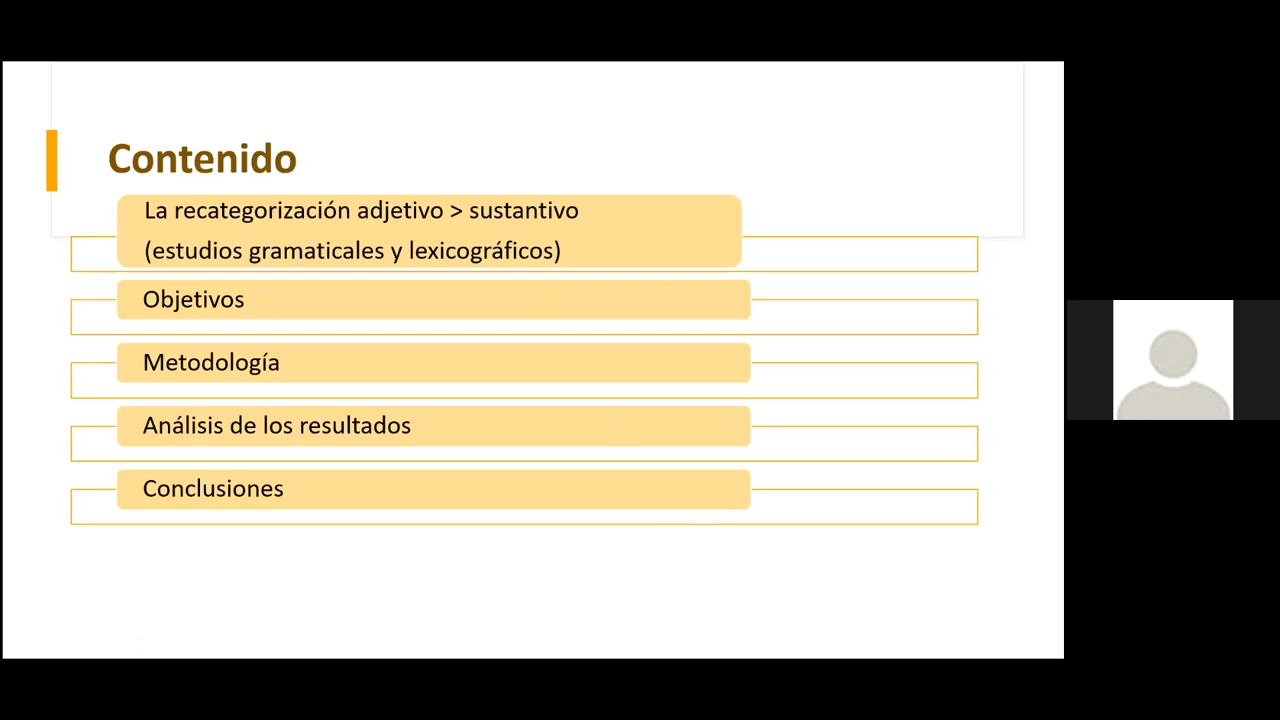 Contenido
La recategorización adjetivo > sustantivo
(estudios gramaticales y lexicográficos)
Objetivos
Metodología
Análisis de los resultados
Conclusiones